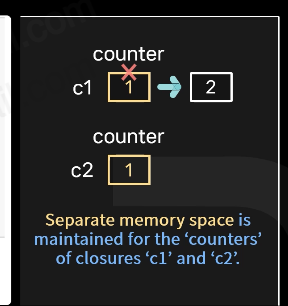 counter
c1 1 2
counter
c2 1
Separate memory space is
maintained for the ‘counters’
of closures ‘c1’ and ‘c2’.